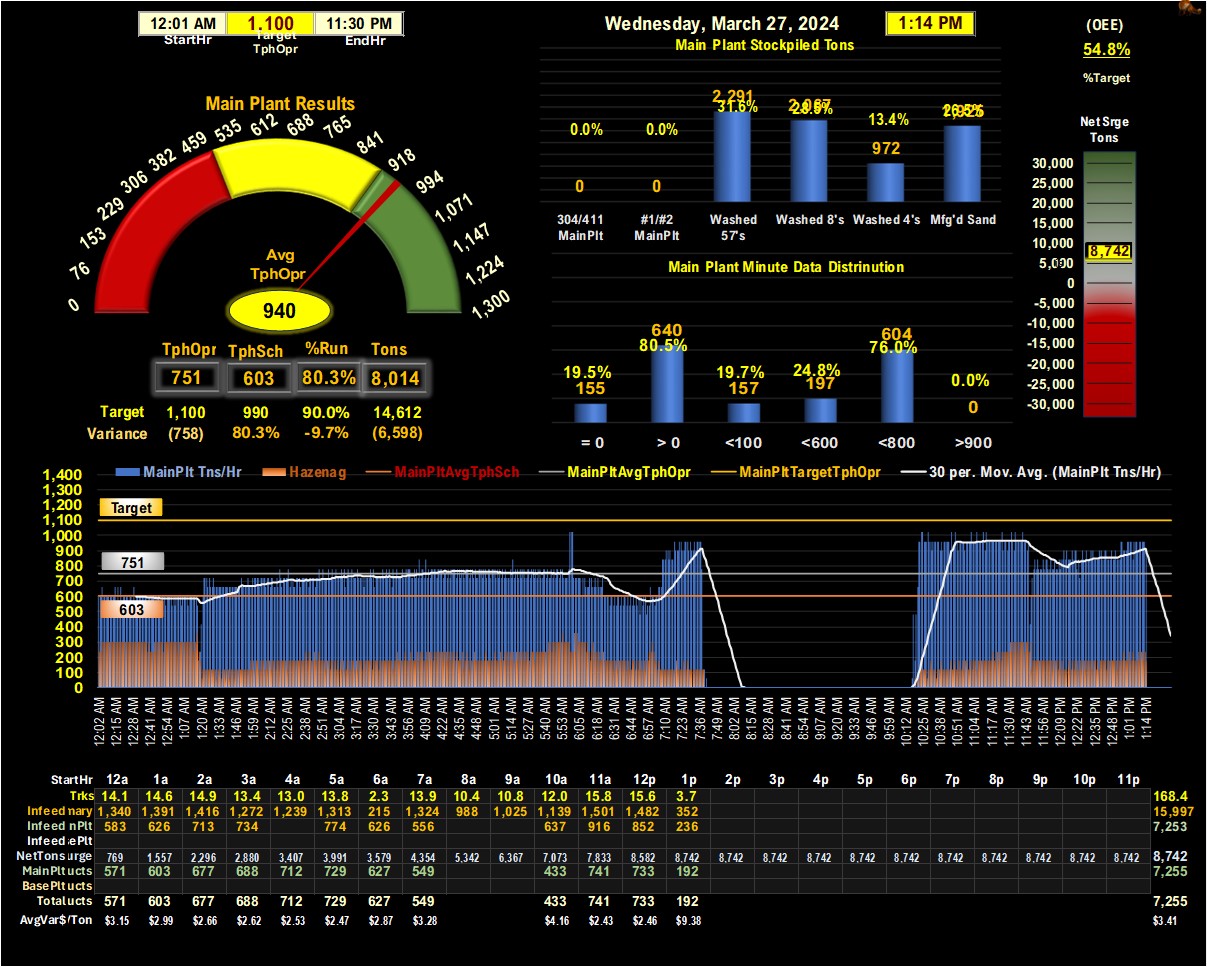 12:01 AM 1,100 11:30 PM
StartHr Target TphOpr EndHr
Wednesday, March 27, 2024 1:14 PM
(OEE)
54.8%
%Target
Main Plant Stockpiled Tons
2,291 2,067
0.0% 0.0% 31.6% 28.5% 13.4% 26.5%
0 0 972
304/411 MainPlt #1/#2 MainPlt Washed 57's Washed 8's Washed 4's Mfg'd Sand
Net Srge
Tons
30,000
25,000
20,000
15,000
10,000
8,742
5,000
0
-5,000
-10,000
-15,000
-20,000
-25,000
-30,000
Main Plant Results
0 76 153 229 306 382 459 535 612 688 765 841 918 994 1,071 1,147 1,224 1,300
Avg
TphOpr
940
TphOpr TphSch %Run Tons
751 603 80.3% 8,014
Target 1,100 990 90.0% 14,612
Variance (758) 80.3% -9.7% (6,598)
Main Plant Minute Data Distrinution
640 604
19.5% 80.5% 19.7% 24.8% 76.0% 0.0%
155 157 197 0
= 0 > 0 <100 <600 <800 >900
MainPlt Tns/Hr Hazenag MainPltAvgTphSch MainPltAvgTphOpr MainPltTargetTphOpr 30 per. Mov. Avg. (MainPlt Tns/Hr)
1,400
1,300
1,200
1,100
1,000
900
800
700
600
500
400
300
200
100
0
Target
751
603
12:02 AM 12:15 AM 12:28 AM 12:41 AM 12:54 AM 1:07 AM 1:20 AM 1:33 AM 1:46 AM 1:59 AM 2:12 AM 2:25 AM 2:38 AM 2:51 AM 3:04 AM 3:17 AM 3:30 AM 3:43 AM 3:56 AM 4:09 AM 4:22 AM 4:35 AM 4:48 AM 5:01 AM 5:14 AM 5:27 AM 5:40 AM 5:53 AM 6:05 AM 6:18 AM 6:31 AM 6:44 AM 6:57 AM 7:10 AM 7:23 AM 7:36 AM 7:49 AM 8:02 AM 8:15 AM 8:28 AM 8:41 AM 8:54 AM 9:07 AM 9:20 AM 9:33 AM 9:46 AM 9:59 AM 10:12 AM 10:25 AM 10:38 AM 10:51 AM 11:04 AM 11:17 AM 11:30 AM 11:43 AM 11:56 AM 12:09 PM 12:22 PM 12:35 PM 12:48 PM 1:01 PM 1:14 PM
StartHr 12a 1a 2a 3a 4a 5a 6a 7a 8a 9a 10a 11a 12p 1p 2p 3p 4p 5p 6p 7p 8p 9p 10p 11p
Trks 14.1 14.6 14.9 13.4 13.0 13.8 2.3 13.9 10.4 10.8 12.0 15.8 15.6 3.7 168.4
Infeed nary 1,340 1,391 1,416 1,272 1,239 1,313 215 1,324 988 1,025 1,139 1,501 1,482 352 15,997
Infeed nPlt 583 626 713 734 774 626 556 637 916 852 236 7,253
Infeed ePlt
NetTons urge 769 1,557 2,296 2,880 3,407 3,991 3,579 4,354 5,342 6,367 7,073 7,833 8,582 8,742 8,742 8,742 8,742 8,742 8,742 8,742 8,742 8,742 8,742 8,742 8,742
MainPlt ucts 571 603 677 688 712 729 627 549 433 741 733 192 7,255
BasePlt ucts
Total ucts 571 603 677 688 712 729 627 549 433 741 733 192 7,255
AvgVar$/Ton $3.15 $2.99 $2.66 $2.62 $2.53 $2.47 $2.87 $3.28 $4.16 $2.43 $2.46 $9.38 $3.41